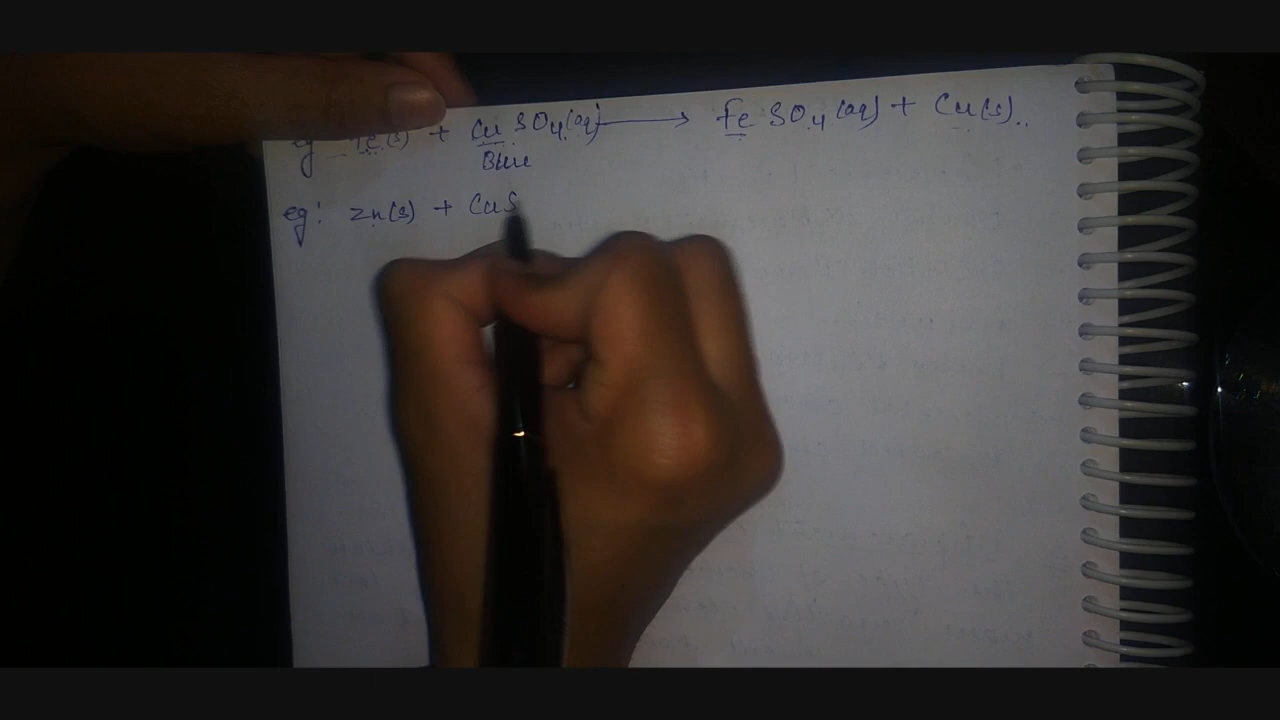 eg Fe(s) + CuSO4(aq) ⟶ FeSO4(aq) + Cu(s)..
Blue
eg: Zn(s) + CuS